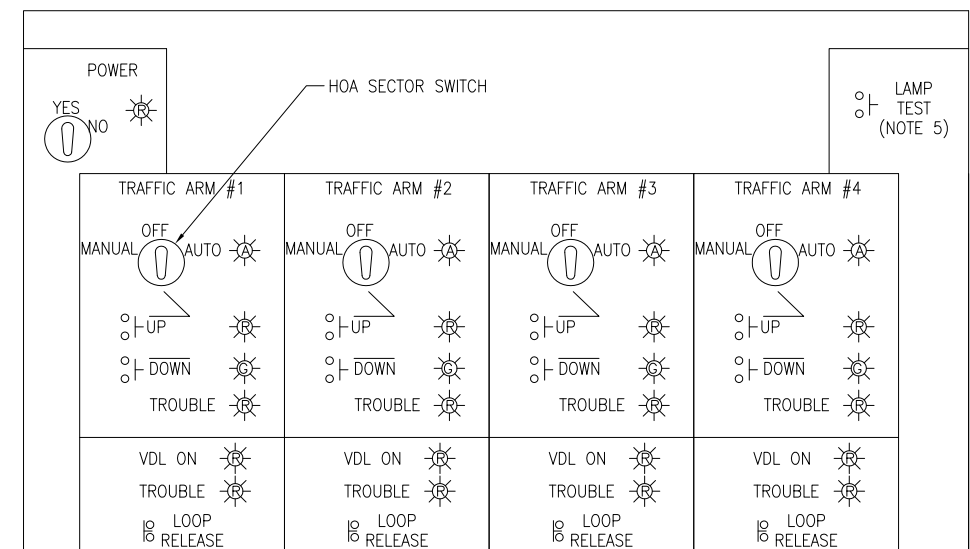 POWER
YES
NO
R
HOA SECTOR SWITCH
LAMP
TEST
(NOTE 5)
TRAFFIC ARM #1
OFF
MANUAL
AUTO
A
UP
R
DOWN
G
TROUBLE
R
VDL ON
R
TROUBLE
R
LOOP
RELEASE
TRAFFIC ARM #2
OFF
MANUAL
AUTO
A
UP
R
DOWN
G
TROUBLE
R
VDL ON
R
TROUBLE
R
LOOP
RELEASE
TRAFFIC ARM #3
OFF
MANUAL
AUTO
A
UP
R
DOWN
G
TROUBLE
R
VDL ON
R
TROUBLE
R
LOOP
RELEASE
TRAFFIC ARM #4
OFF
MANUAL
AUTO
A
UP
R
DOWN
G
TROUBLE
R
VDL ON
R
TROUBLE
R
LOOP
RELEASE